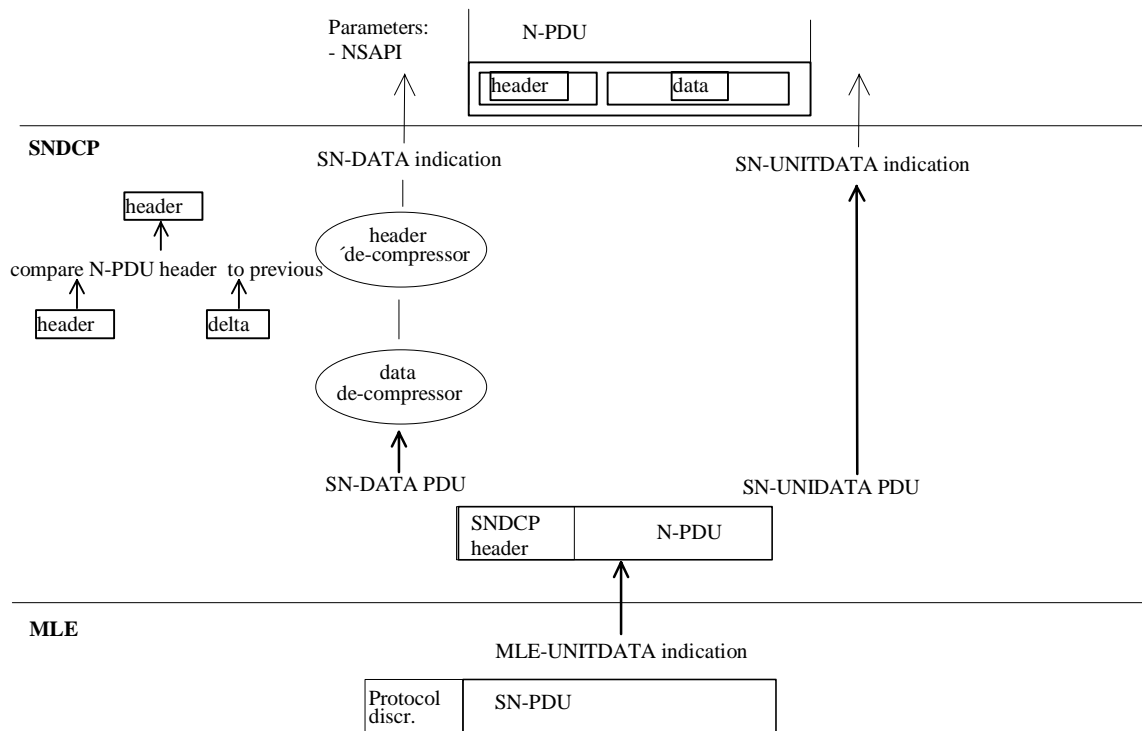 Parameters:
- NSAPI
N-PDU
header
data
SNDCP
SN-DATA indication
SN-UNITDATA indication
header
header
´de-compressor
compare N-PDU header to previous
header
delta
data
de-compressor
SN-DATA PDU
SN-UNIDATA PDU
SNDCP
header
N-PDU
MLE
MLE-UNITDATA indication
Protocol
discr.
SN-PDU